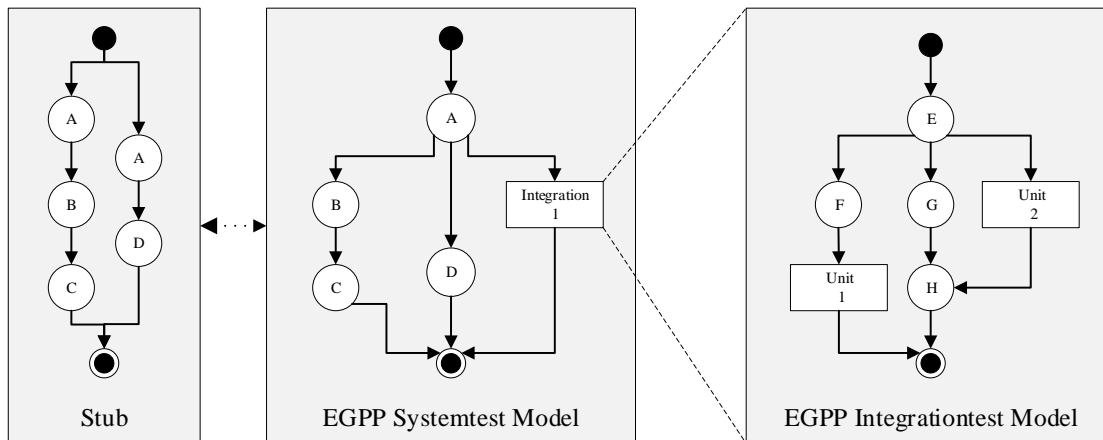 A
B
C
A
D
Stub
A
B
C
D
Integration
1
EGPP Systemtest Model
E
F
G
Unit
2
Unit
1
H
EGPP Integrationtest Model